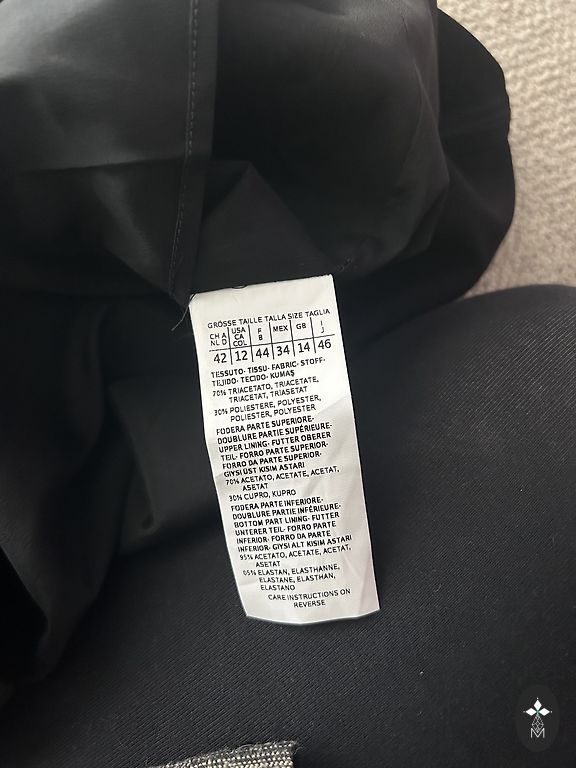 GRÖSSE TAILLE TALLA SIZE TAGLIA
CH A NL D USA CA COL F B MEX GB I J
42 12 44 34 14 46
TESSUTO- TISSU- FABRIC- STOFF-
TEJIDO- TECIDO- KUMAŞ
70% TRIACETATO, TRIACETATE,
TRIACETAT, TRIASETAT
30% POLIESTERE, POLYESTER,
POLIESTER, POLYESTER
FODERA PARTE SUPERIORE-
DOUBLURE PARTIE SUPÉRIEURE-
UPPER LINING- FUTTER OBERER
TEIL- FORRO PARTE SUPERIOR-
FORRO DA PARTE SUPERIOR-
GIYSI ÜST KISIM ASTARI
70% ACETATO, ACETATE, ACETAT,
ASETAT
30% CUPRO, KUPRO
FODERA PARTE INFERIORE-
DOUBLURE PARTIE INFÉRIEURE-
BOTTOM PART LINING- FUTTER
UNTERER TEIL- FORRO PARTE
INFERIOR- FORRO DA PARTE
INFERIOR- GIYSI ALT KISIM ASTARI
95% ACETATO, ACETATE, ACETAT,
ASETAT
05% ELASTAN, ELASTHANNE,
ELASTANE, ELASTHAN,
ELASTANO
CARE INSTRUCTIONS ON
REVERSE
M